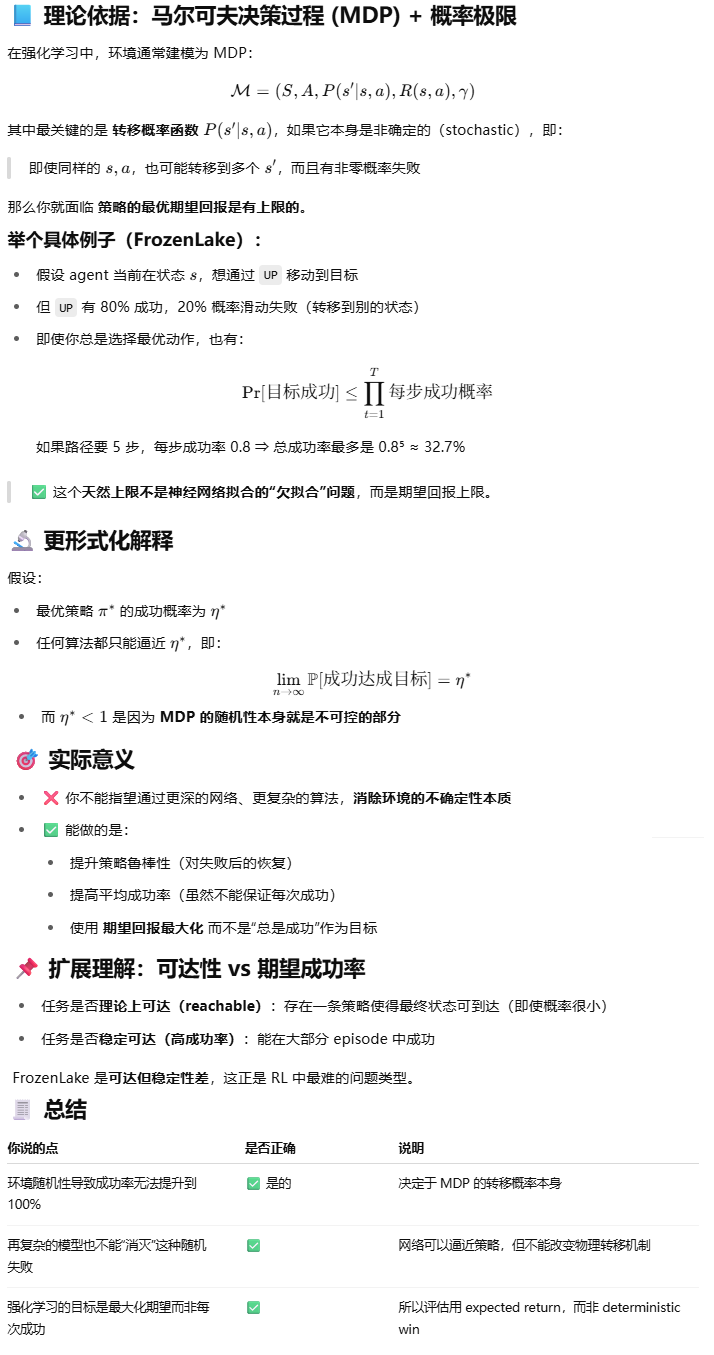 📘 理论依据：马尔可夫决策过程 (MDP) + 概率极限
在强化学习中，环境通常建模为 MDP：
ℳ = (S, A, P(s′|s, a), R(s, a), γ)
其中最关键的是 转移概率函数 P(s′|s, a)，如果它本身是非确定的（stochastic），即：
即使同样的 s, a，也可能转移到多个 s′，而且有非零概率失败
那么你就面临 策略的最优期望回报是有上限的。
举个具体例子（FrozenLake）：
• 假设 agent 当前在状态 s，想通过 UP 移动到目标
• 但 UP 有 80% 成功，20% 概率滑动失败（转移到别的状态）
• 即使你总是选择最优动作，也有：
Pr[目标成功] ≤ ∏_{t=1}^{T} 每步成功概率
如果路径要 5 步，每步成功率 0.8 ⇒ 总成功率最多是 0.8⁵ ≈ 32.7%
✅ 这个天然上限不是神经网络拟合的“欠拟合”问题，而是期望回报上限。
🔬 更形式化解释
假设：
• 最优策略 π* 的成功概率为 η*
• 任何算法都只能逼近 η*，即：
lim_{n→∞} ℙ[成功达成目标] = η*
• 而 η* < 1 是因为 MDP 的随机性本身就是不可控的部分
🎯 实际意义
• ❌ 你不能指望通过更深的网络、更复杂的算法，消除环境的不确定性本质
• ✅ 能做的是：
• 提升策略鲁棒性（对失败后的恢复）
• 提高平均成功率（虽然不能保证每次成功）
• 使用 期望回报最大化 而不是“总是成功”作为目标
📌 扩展理解：可达性 vs 期望成功率
• 任务是否理论上可达（reachable）：存在一条策略使得最终状态可到达（即使概率很小）
• 任务是否稳定可达（高成功率）：能在大部分 episode 中成功
FrozenLake 是可达但稳定性差，这正是 RL 中最难的问题类型。
🧾 总结
你说的点 是否正确 说明
环境随机性导致成功率无法提升到 ✅ 是的 决定于 MDP 的转移概率本身
100%
再复杂的模型也不能“消灭”这种随机 ✅ 网络可以逼近策略，但不能改变物理转移机制
失败
强化学习的目标是最大化期望而非每 ✅ 所以评估用 expected return，而非 deterministic
次成功 win